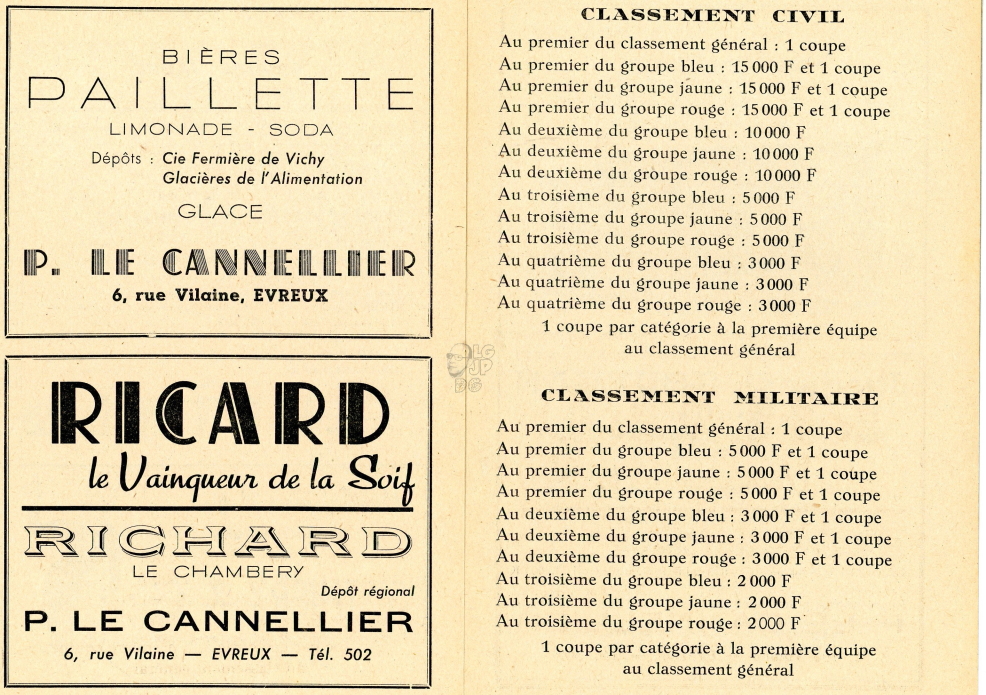 BIÈRES
PAILLETTE
LIMONADE - SODA
Dépôts : Cie Fermière de Vichy
Glacières de l'Alimentation
GLACE
P. LE CANNELLIER
6, rue Vilaine, EVREUX
RICARD
le Vainqueur de la Soif
RICHARD
LE CHAMBERY
Dépôt régional
P. LE CANNELLIER
6, rue Vilaine — EVREUX — Tél. 502
LG
JP
DG
CLASSEMENT CIVIL
Au premier du classement général : 1 coupe
Au premier du groupe bleu : 15 000 F et 1 coupe
Au premier du groupe jaune : 15 000 F et 1 coupe
Au premier du groupe rouge : 15 000 F et 1 coupe
Au deuxième du groupe bleu : 10 000 F
Au deuxième du groupe jaune : 10 000 F
Au deuxième du groupe rouge : 10 000 F
Au troisième du groupe bleu : 5 000 F
Au troisième du groupe jaune : 5 000 F
Au troisième du groupe rouge : 5 000 F
Au quatrième du groupe bleu : 3 000 F
Au quatrième du groupe jaune : 3 000 F
Au quatrième du groupe rouge : 3 000 F
1 coupe par catégorie à la première équipe
au classement général
CLASSEMENT MILITAIRE
Au premier du classement général : 1 coupe
Au premier du groupe bleu : 5 000 F et 1 coupe
Au premier du groupe jaune : 5 000 F et 1 coupe
Au premier du groupe rouge : 5 000 F et 1 coupe
Au deuxième du groupe bleu : 3 000 F et 1 coupe
Au deuxième du groupe jaune : 3 000 F et 1 coupe
Au deuxième du groupe rouge : 3 000 F et 1 coupe
Au troisième du groupe bleu : 2 000 F
Au troisième du groupe jaune : 2 000 F
Au troisième du groupe rouge : 2 000 F
1 coupe par catégorie à la première équipe
au classement général